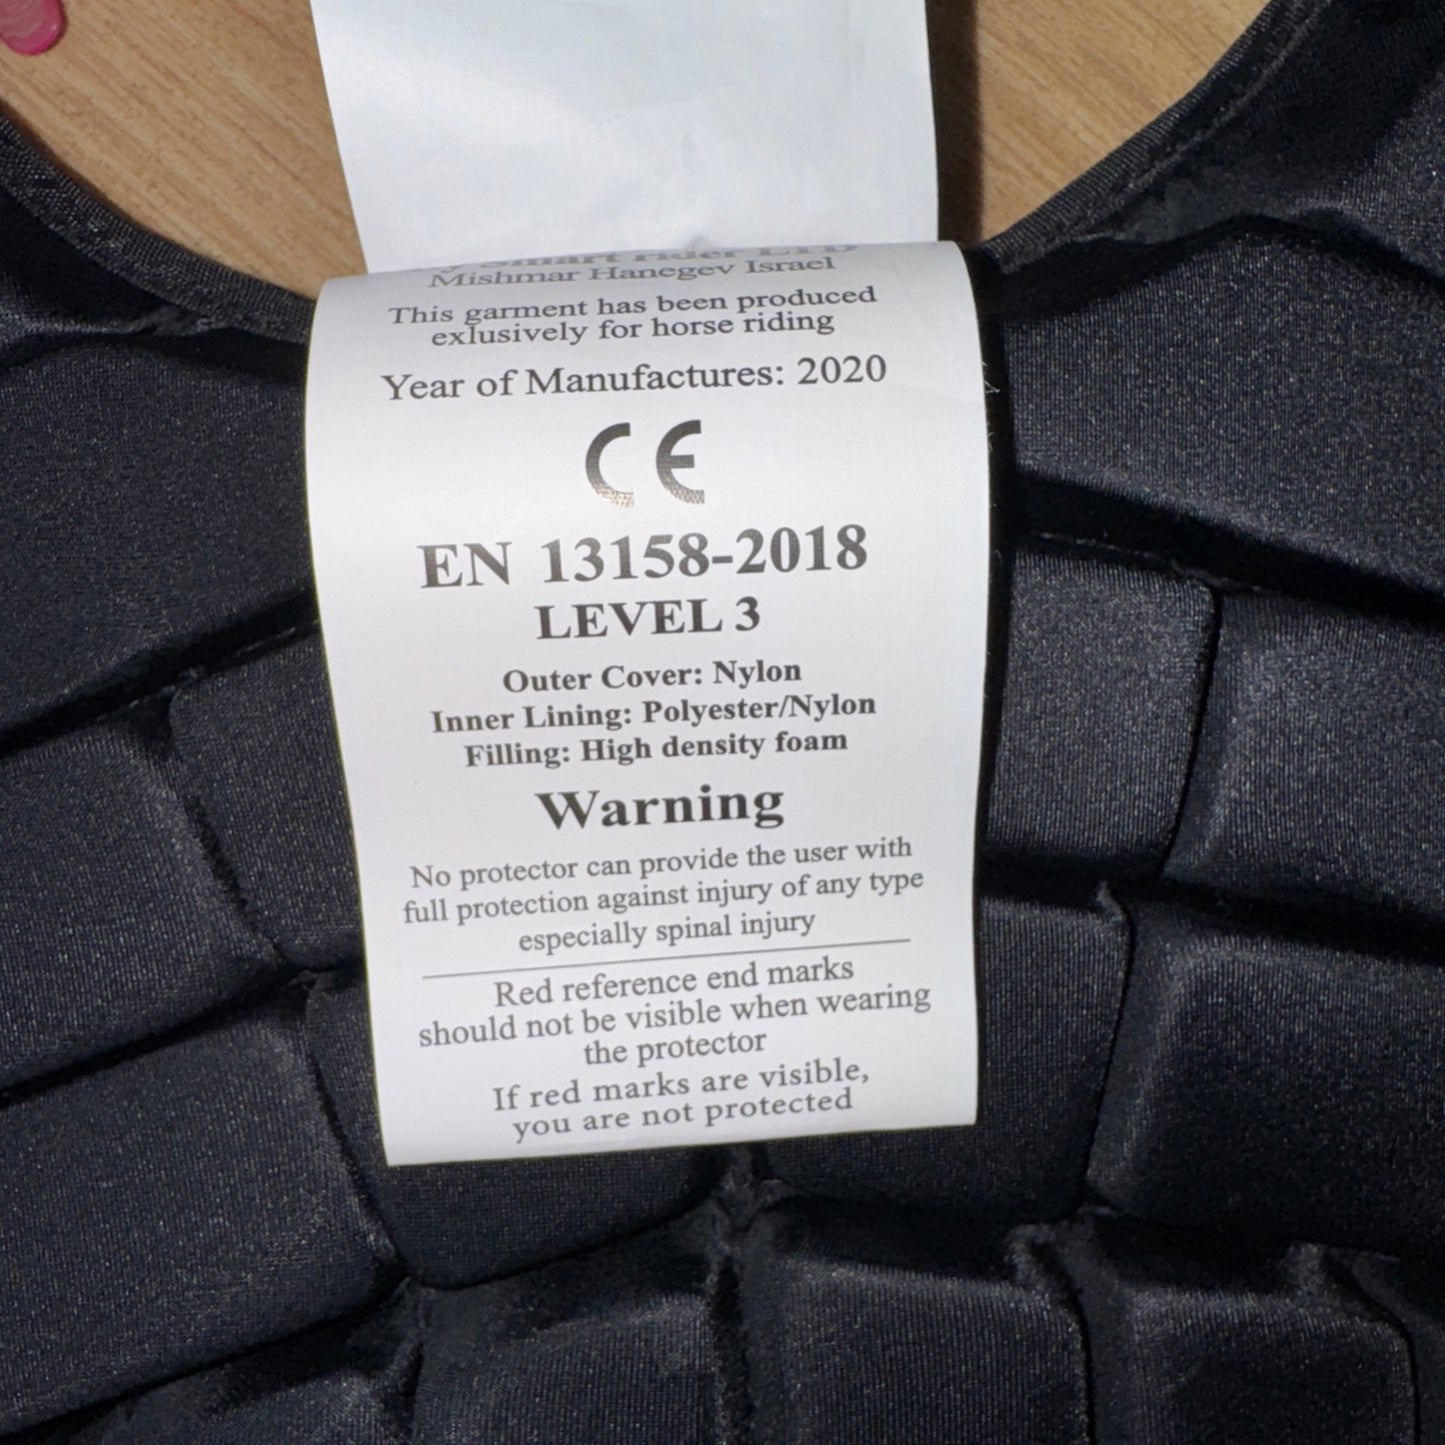 Smart rider LTD
Mishmar Hanegev Israel
This garment has been produced
exlusively for horse riding
Year of Manufactures: 2020
CE
EN 13158-2018
LEVEL 3
Outer Cover: Nylon
Inner Lining: Polyester/Nylon
Filling: High density foam
Warning
No protector can provide the user with
full protection against injury of any type
especially spinal injury
Red reference end marks
should not be visible when wearing
the protector
If red marks are visible,
you are not protected